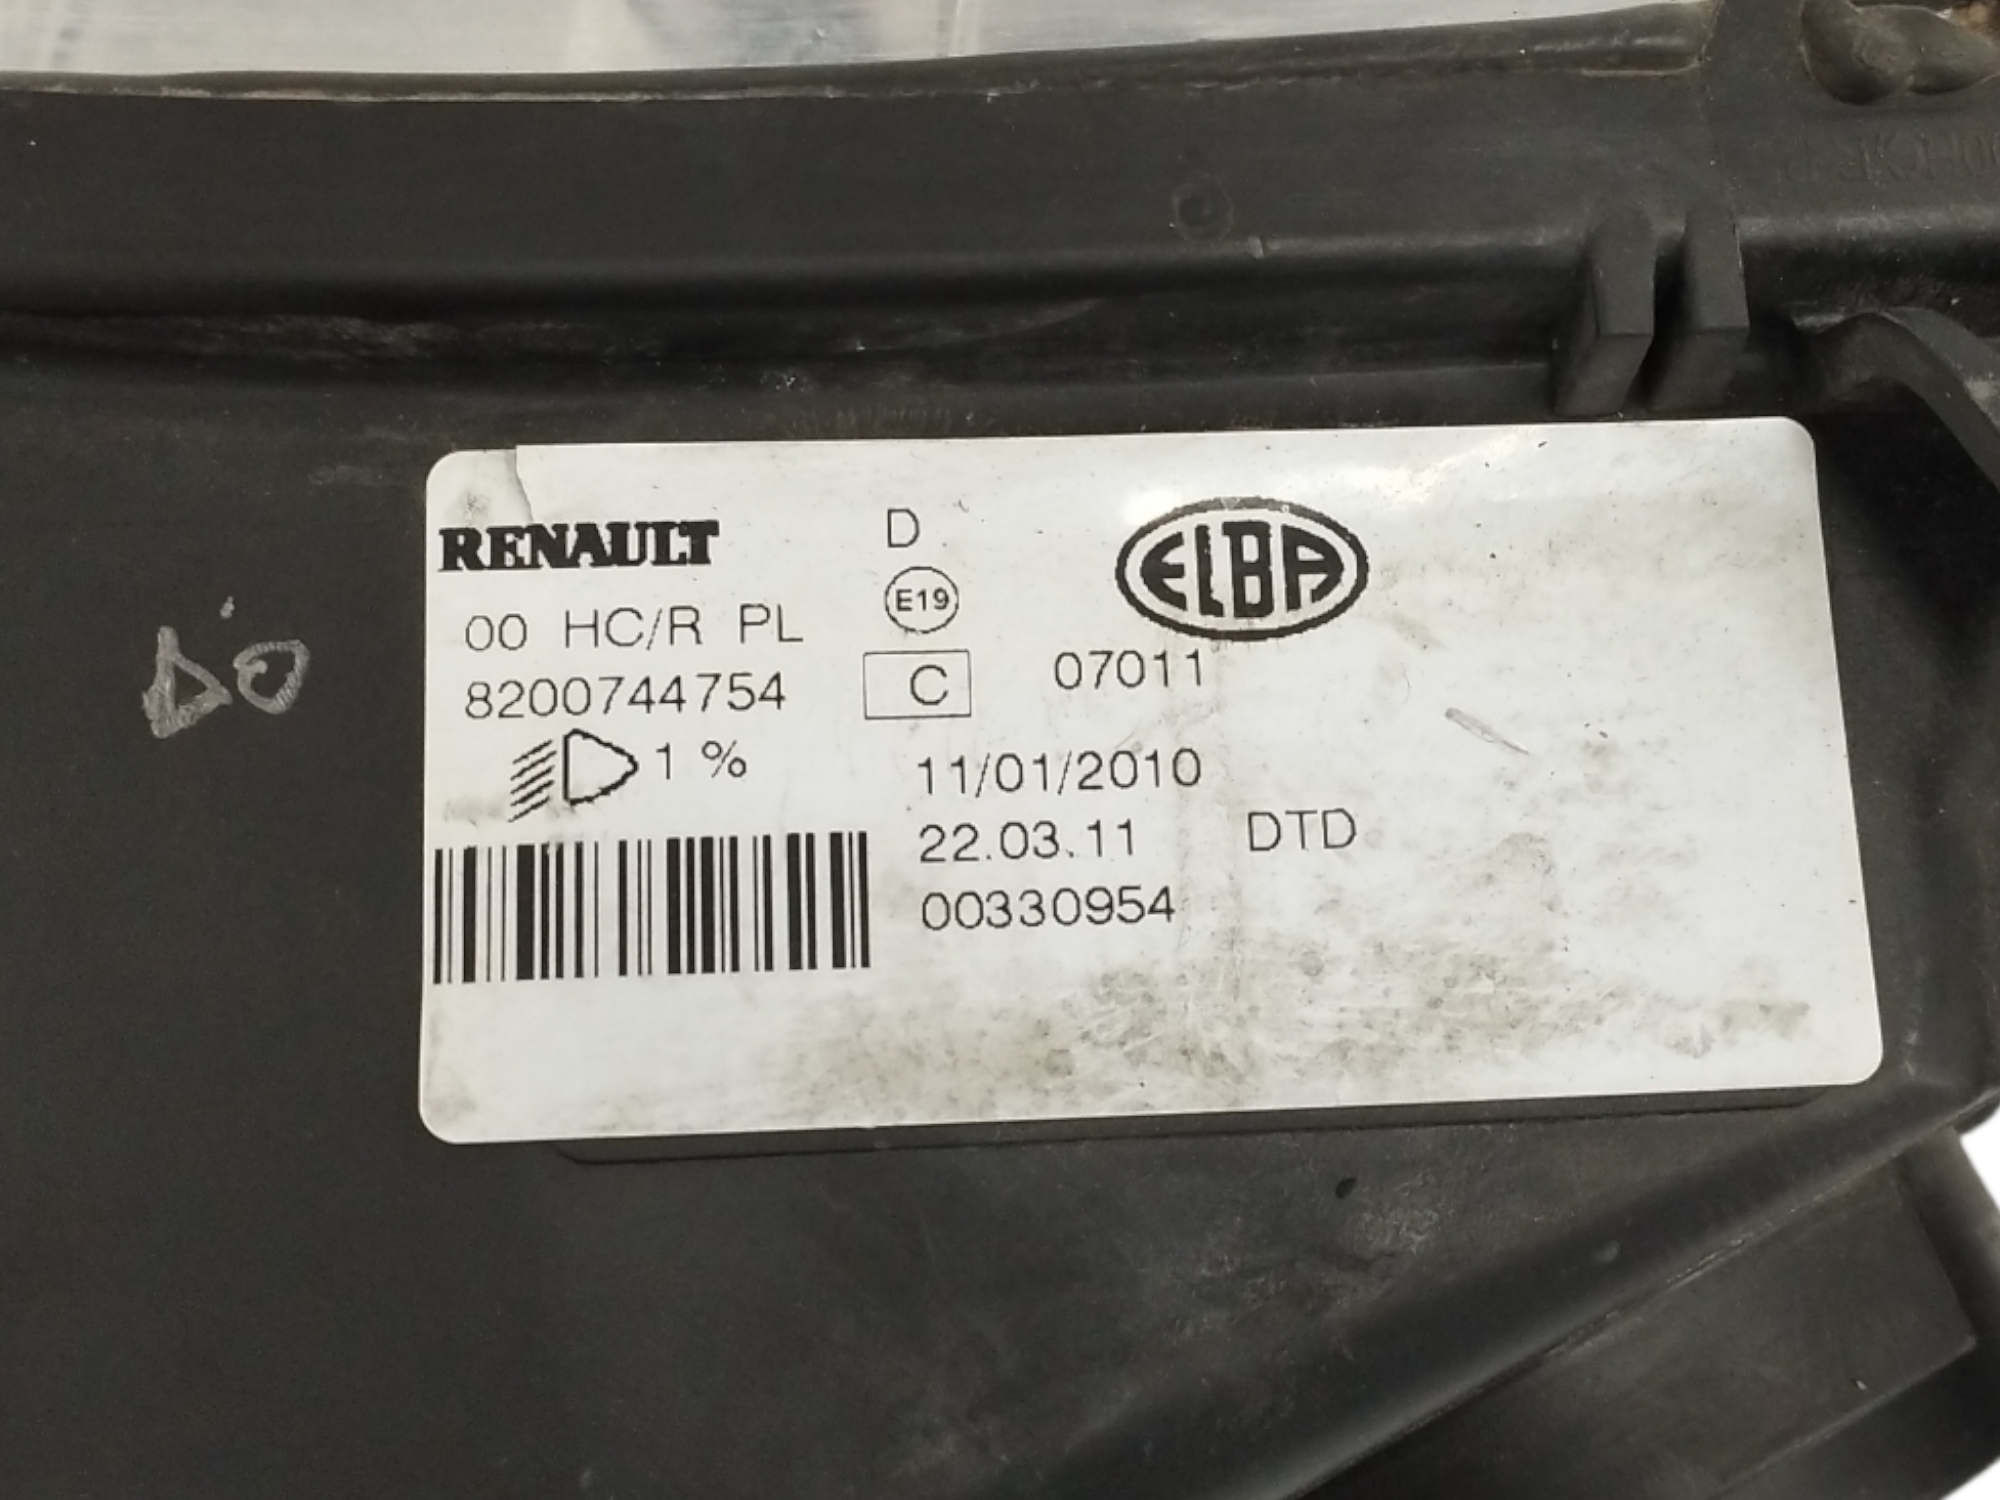 RENAULT
D
ELBA
E19
00 HC/R PL
8200744754
C
07011
1 %
11/01/2010
22.03.11 DTD
00330954